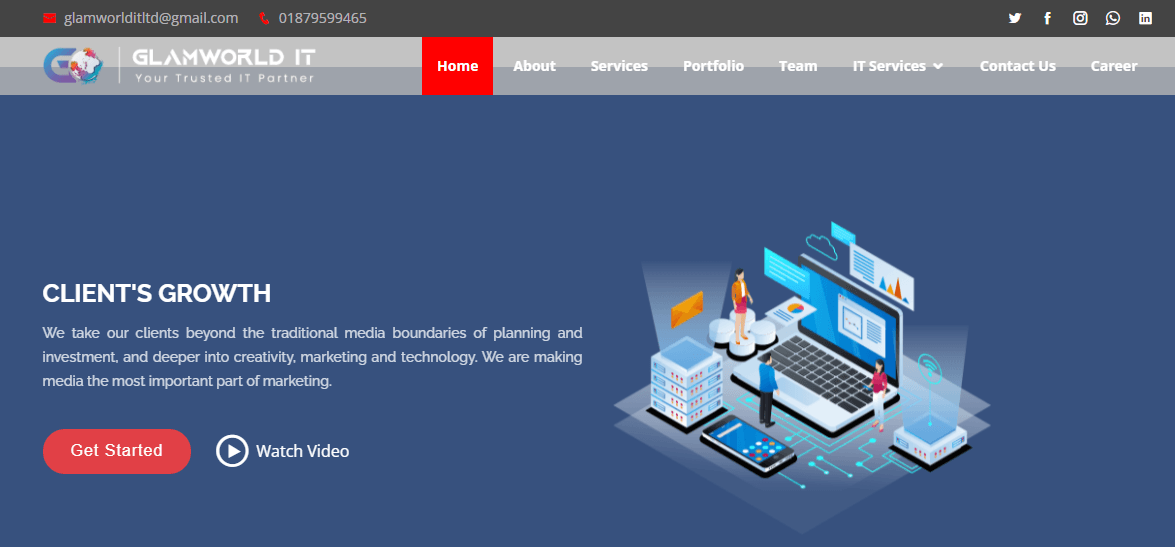 glamworlditltd@gmail.com 01879599465
GLAMWORLD IT
Your Trusted IT Partner
Home About Services Portfolio Team IT Services Contact Us Career
CLIENT'S GROWTH
We take our clients beyond the traditional media boundaries of planning and
investment, and deeper into creativity, marketing and technology. We are making
media the most important part of marketing.
Get Started Watch Video